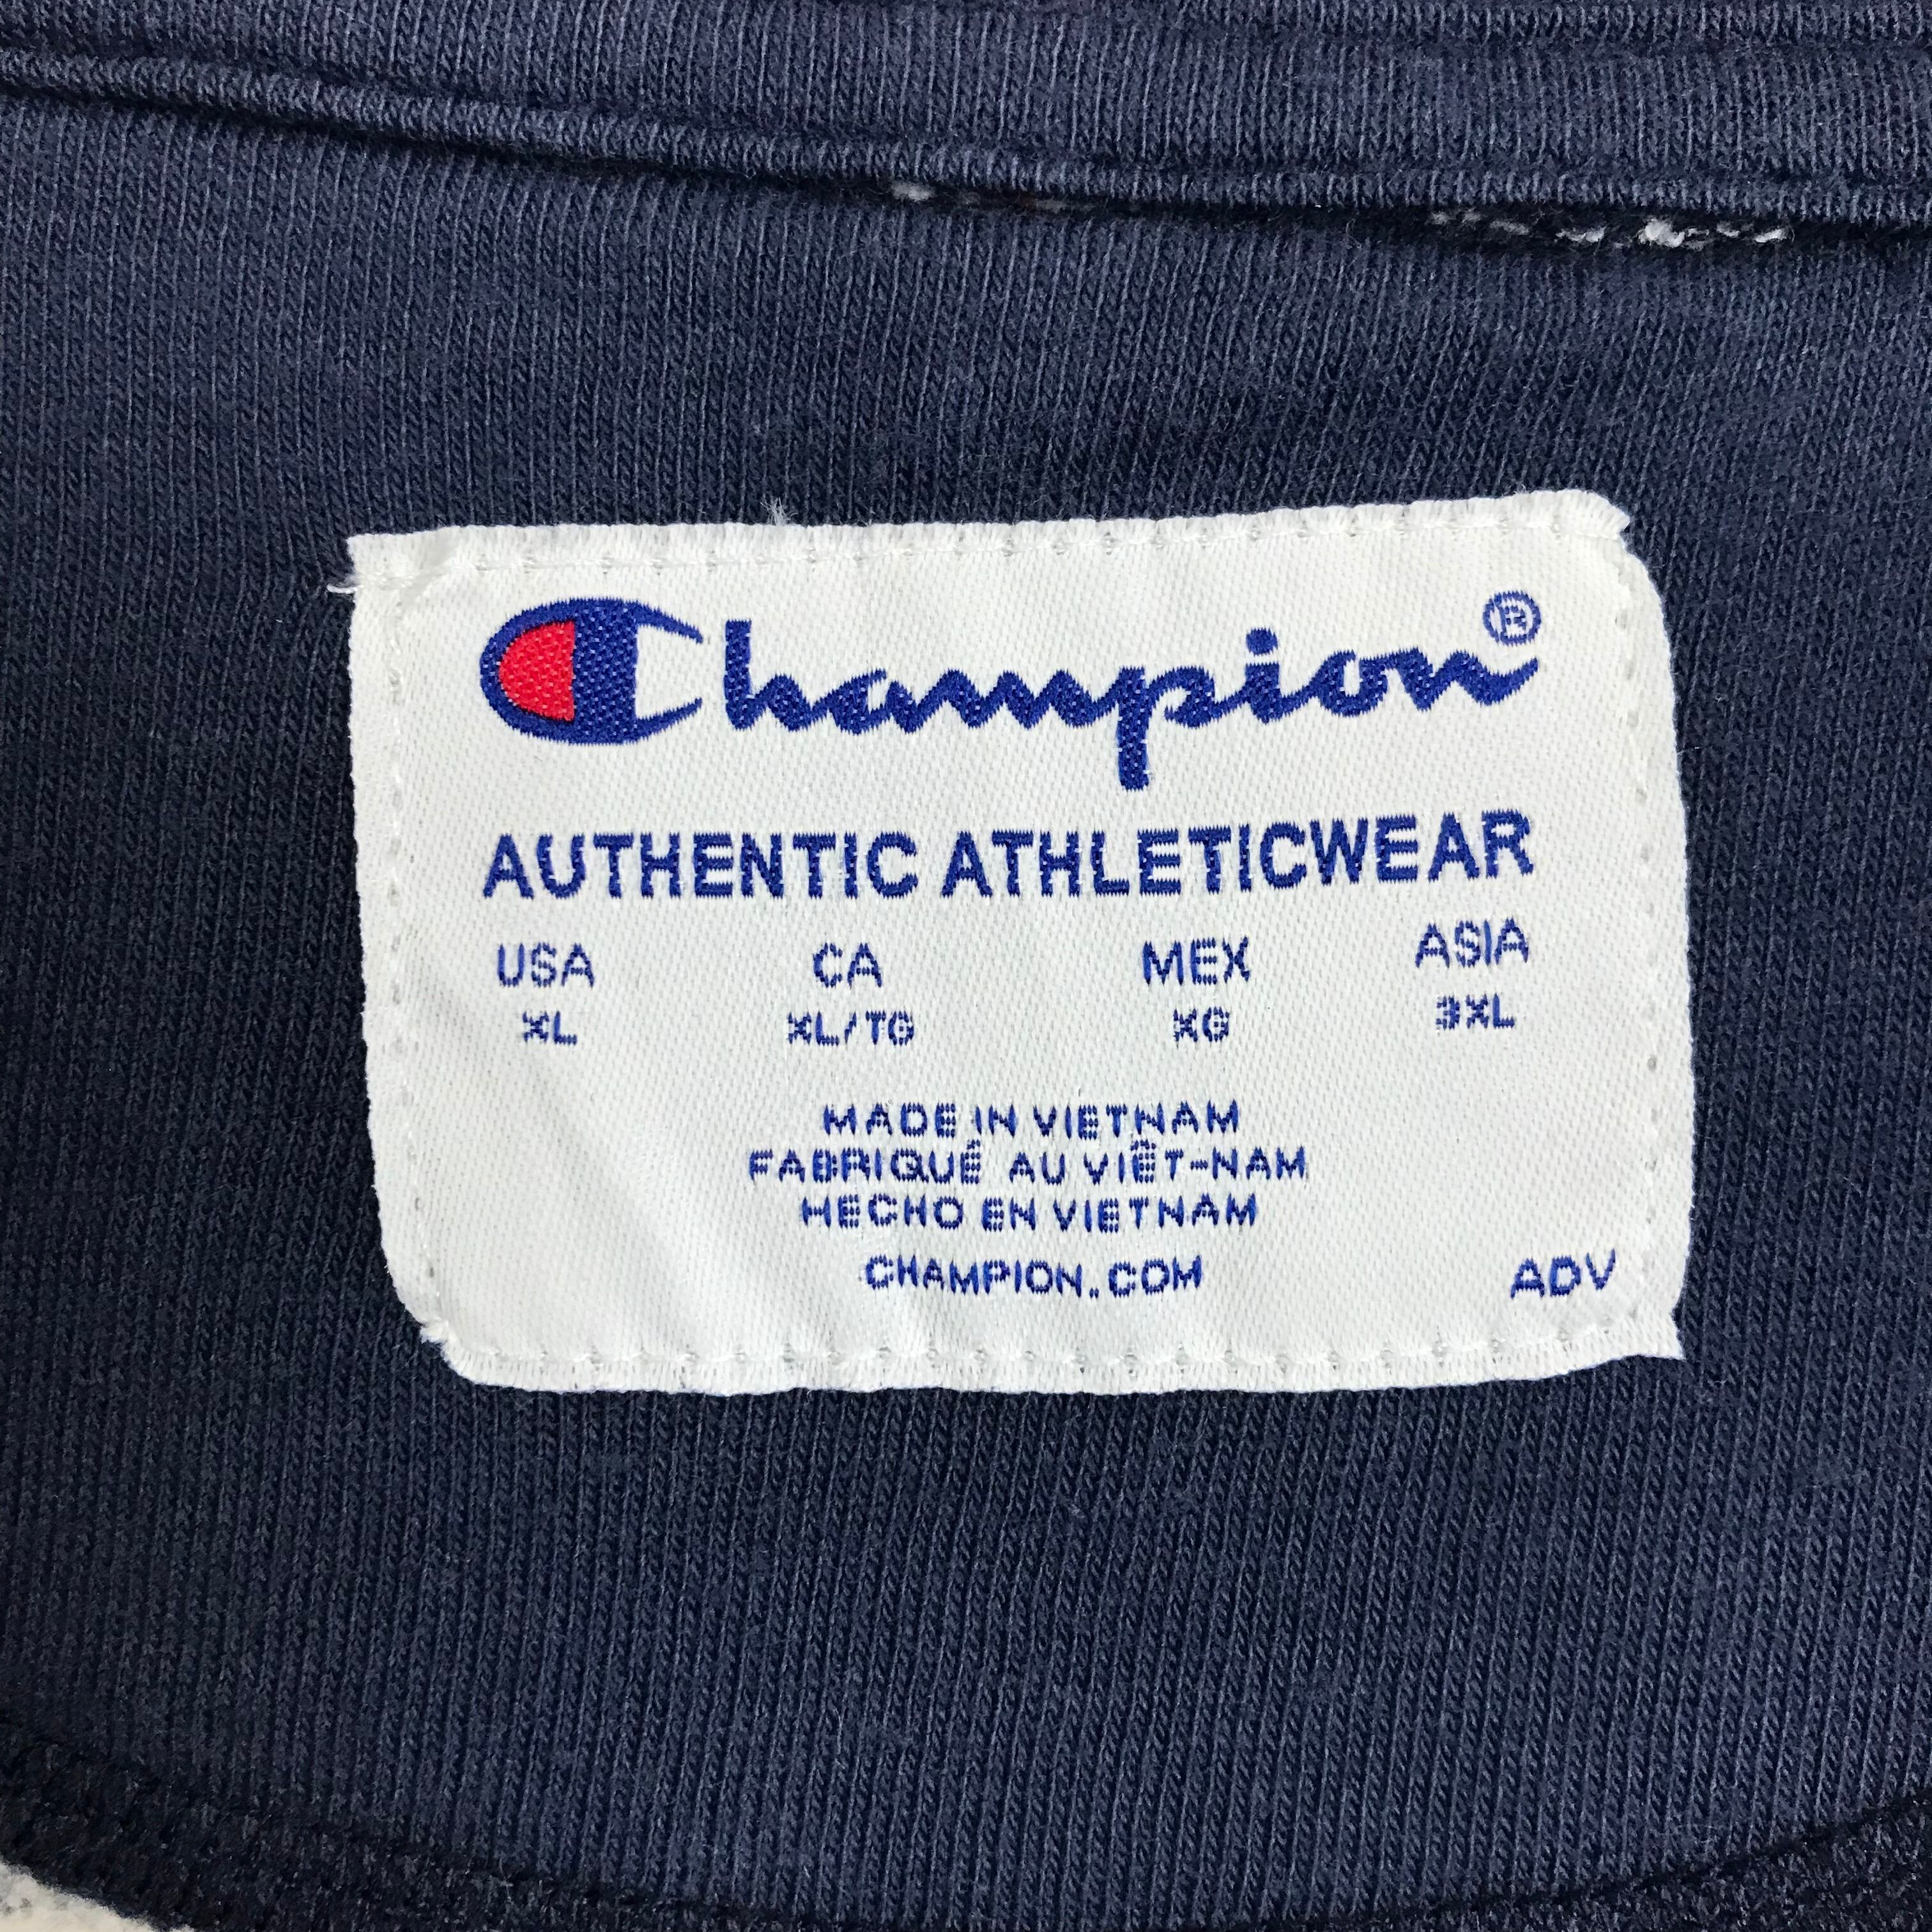 Champion®
AUTHENTIC ATHLETICWEAR
USA CA MEX ASIA
XL XL/TG XG 3XL
MADE IN VIETNAM
FABRIQUÉ AU VIÊT-NAM
HECHO EN VIETNAM
CHAMPION.COM ADV